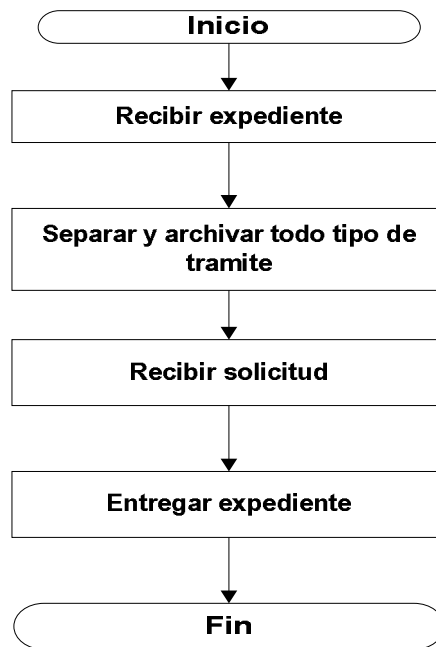 Inicio
Recibir expediente
Separar y archivar todo tipo de
tramite
Recibir solicitud
Entregar expediente
Fin